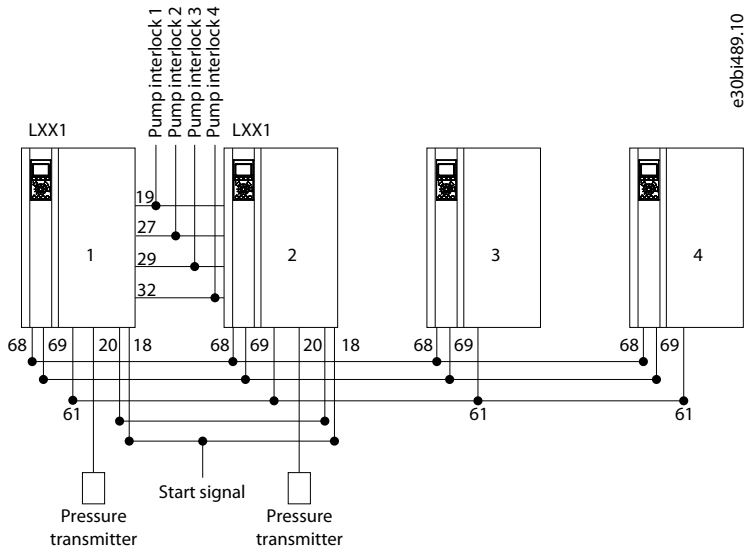 Pump interlock 1
Pump interlock 2
Pump interlock 3
Pump interlock 4
e30bi489.10
LXX1
LXX1
19
27
29
32
1
2
3
4
68 69 20 18
68 69 20 18
68 69
68 69
61
61
61
Start signal
Pressure
transmitter
Pressure
transmitter